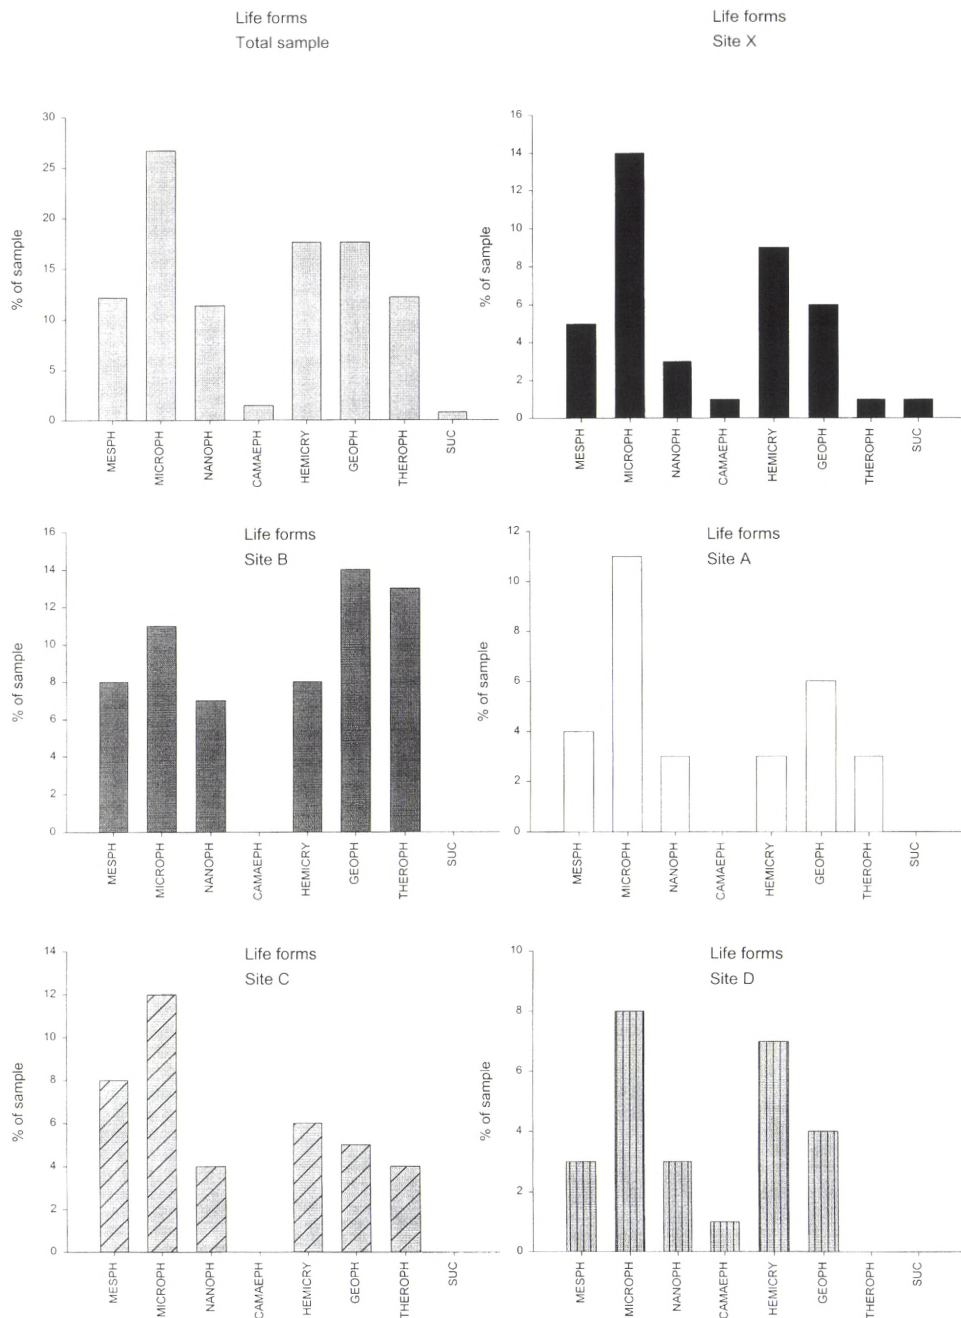 Life forms
Total sample
30
25
20
15
10
5
0
% of sample
MESPH
MICROPH
NANOPH
CAMAEPH
HEMICRY
GEOPH
THEROPH
SUC
Life forms
Site X
16
14
12
10
8
6
4
2
0
% of sample
MESPH
MICROPH
NANOPH
CAMAEPH
HEMICRY
GEOPH
THEROPH
SUC
Life forms
Site B
16
14
12
10
8
6
4
2
0
% of sample
MESPH
MICROPH
NANOPH
CAMAEPH
HEMICRY
GEOPH
THEROPH
SUC
Life forms
Site A
12
10
8
6
4
2
0
% of sample
MESPH
MICROPH
NANOPH
CAMAEPH
HEMICRY
GEOPH
THEROPH
SUC
Life forms
Site C
14
12
10
8
6
4
2
0
% of sample
MESPH
MICROPH
NANOPH
CAMAEPH
HEMICRY
GEOPH
THEROPH
SUC
Life forms
Site D
10
8
6
4
2
0
% of sample
MESPH
MICROPH
NANOPH
CAMAEPH
HEMICRY
GEOPH
THEROPH
SUC